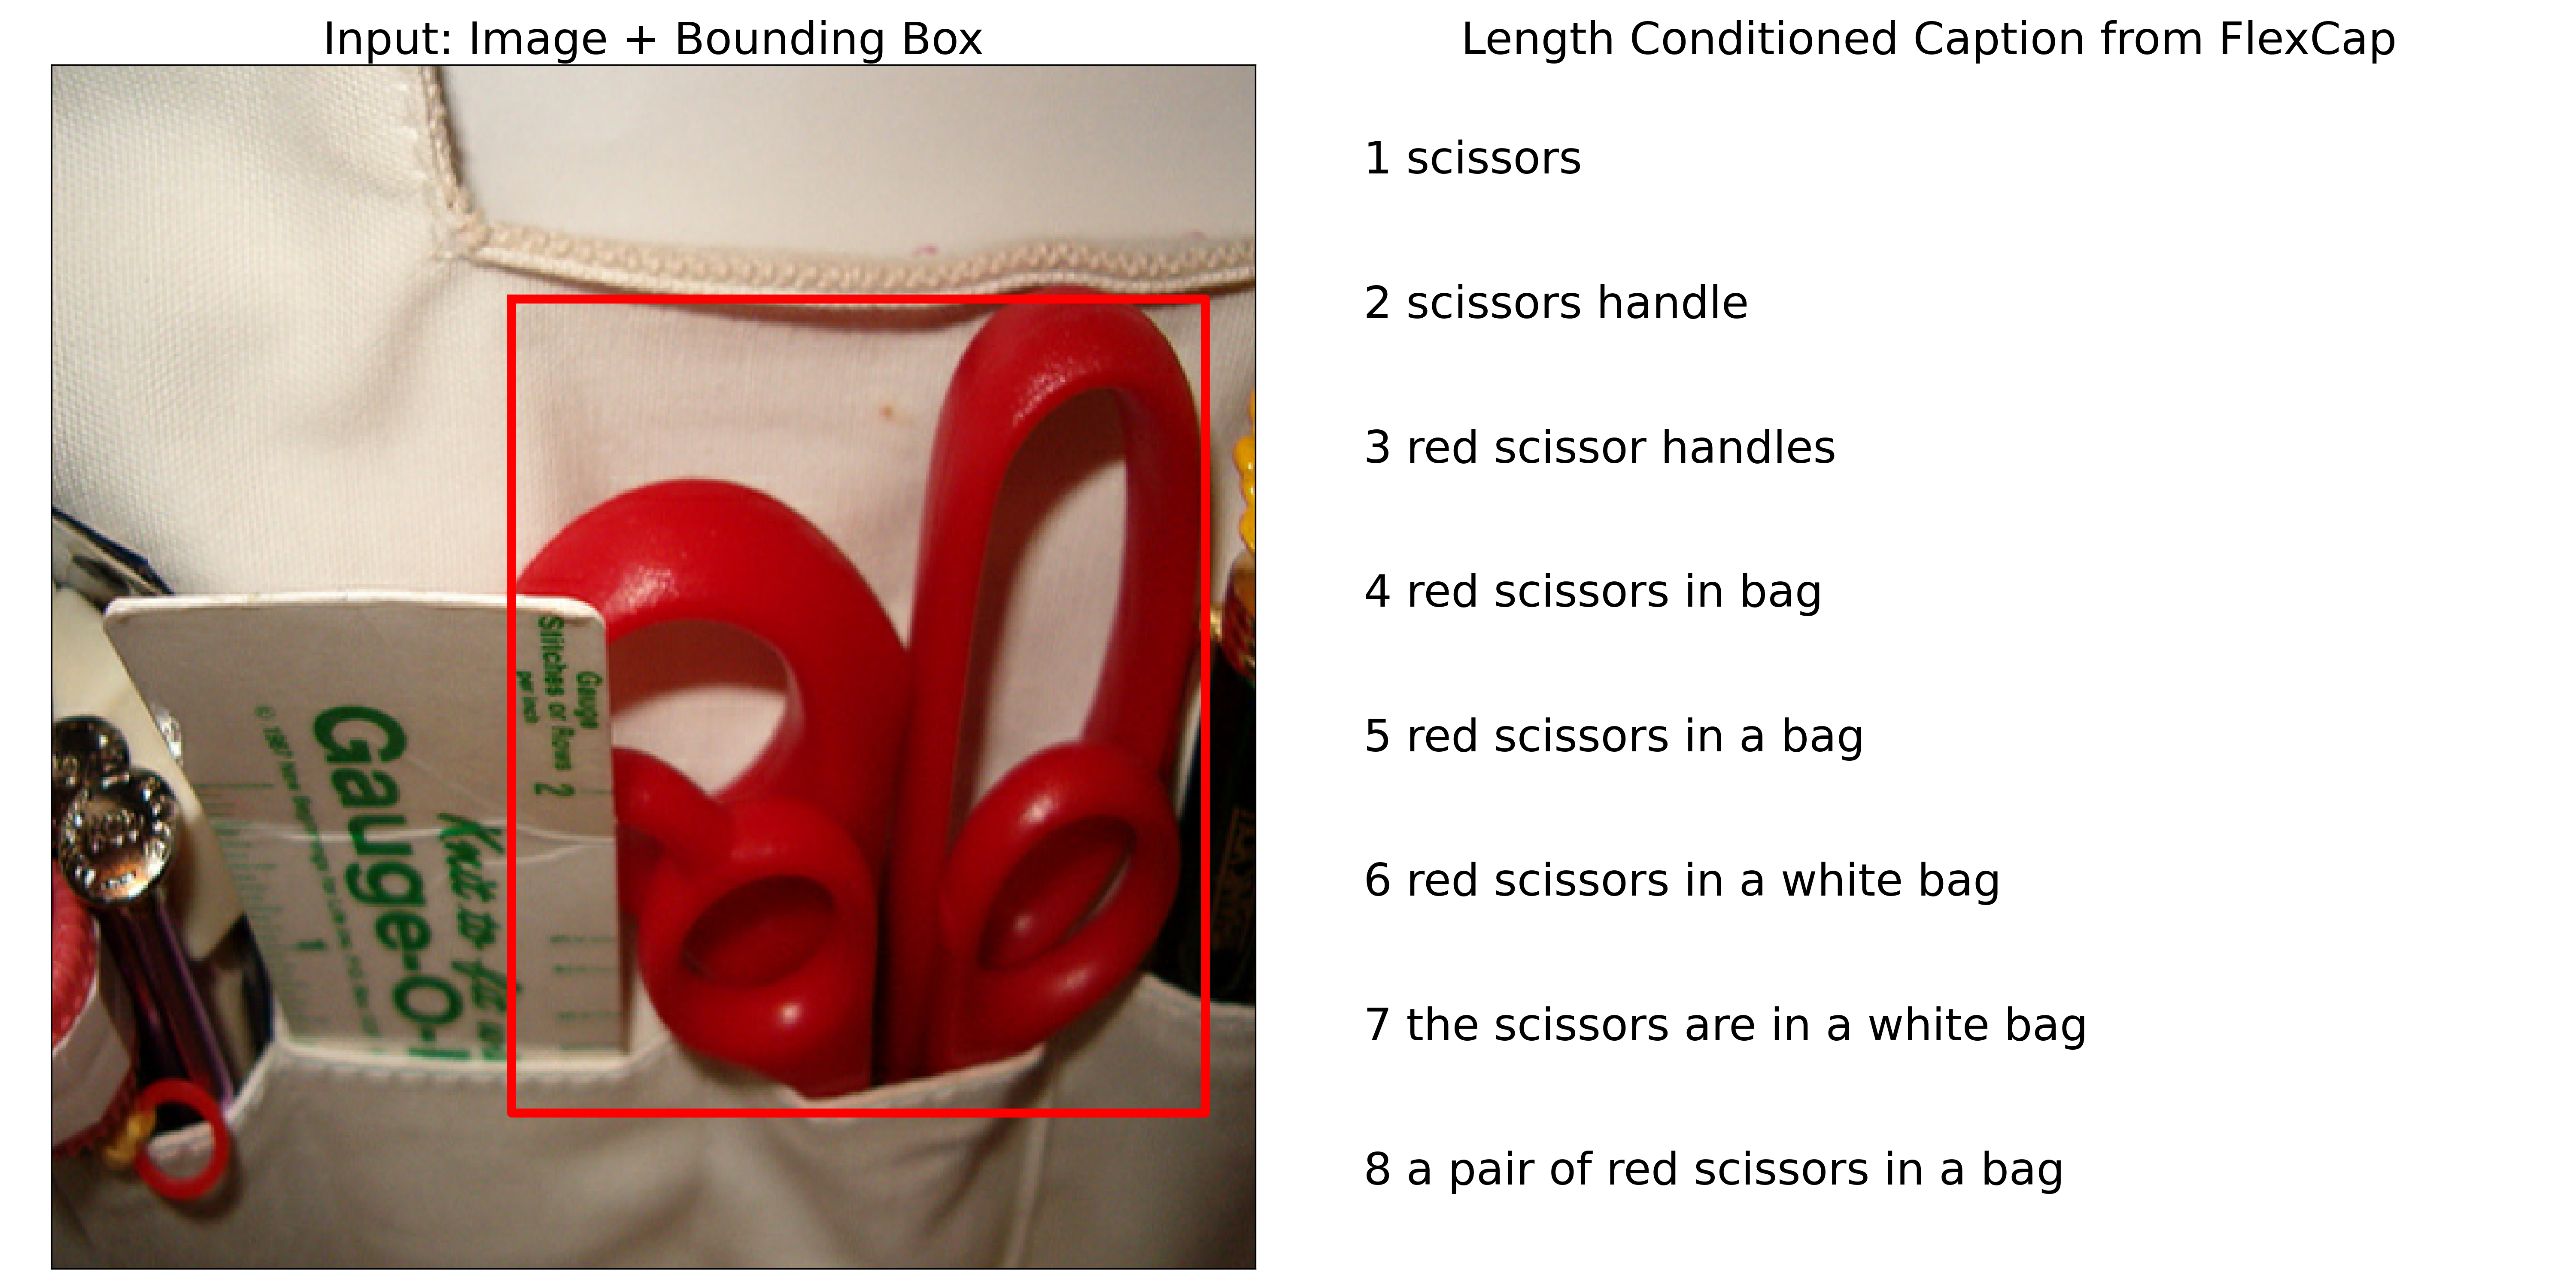 Input: Image + Bounding Box
Length Conditioned Caption from FlexCap
Gauge
Stitches or Rows 2
per inch
Gauge-O-
Knit to fit
1
1 scissors
2 scissors handle
3 red scissor handles
4 red scissors in bag
5 red scissors in a bag
6 red scissors in a white bag
7 the scissors are in a white bag
8 a pair of red scissors in a bag